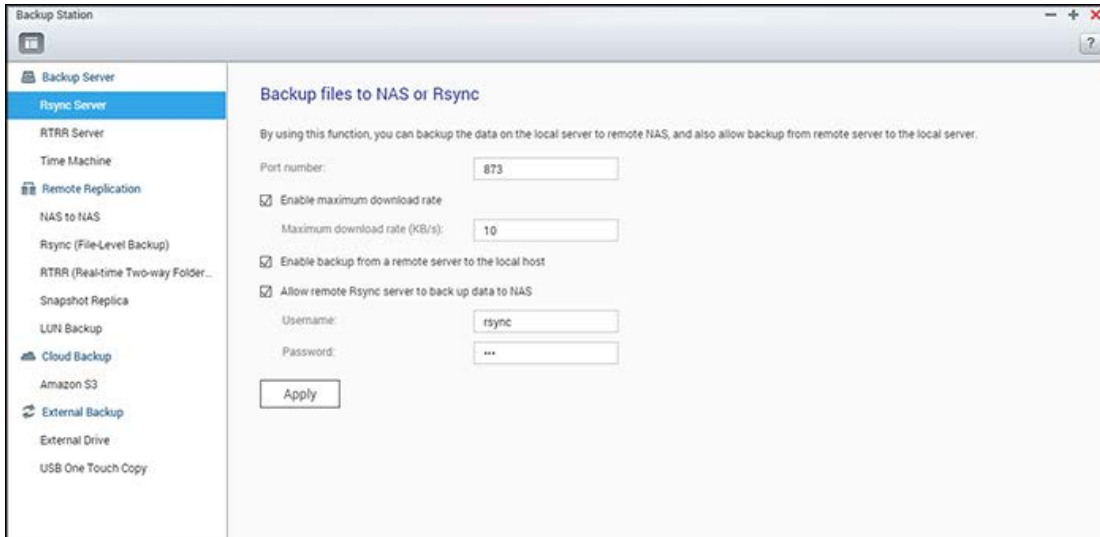 Backup Station
?
Backup Server
Rsync Server
RTRR Server
Time Machine
Remote Replication
NAS to NAS
Rsync (File-Level Backup)
RTRR (Real-time Two-way Folder...
Snapshot Replica
LUN Backup
Cloud Backup
Amazon S3
External Backup
External Drive
USB One Touch Copy
Backup files to NAS or Rsync
By using this function, you can backup the data on the local server to remote NAS, and also allow backup from remote server to the local server.
Port number: 873
Enable maximum download rate
Maximum download rate (KB/s): 10
Enable backup from a remote server to the local host
Allow remote Rsync server to back up data to NAS
Username: rsync
Password: •••
Apply